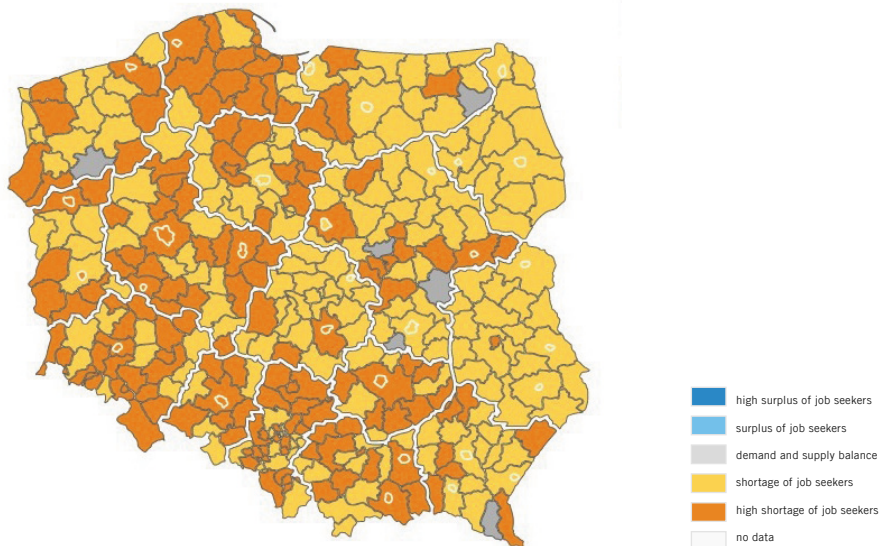 high surplus of job seekers
surplus of job seekers
demand and supply balance
shortage of job seekers
high shortage of job seekers
no data